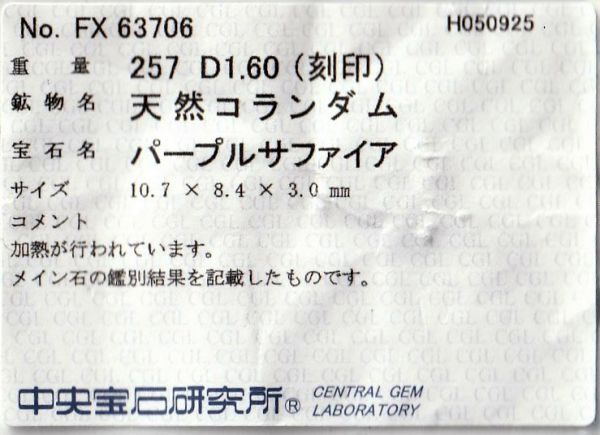 No. FX 63706
H050925
重量 257 D1.60 (刻印)
鉱物名 天然コランダム
宝石名 パープルサファイア
サイズ 10.7 × 8.4 × 3.0 mm
コメント
加熱が行われています。
メイン石の鑑別結果を記載したものです。
中央宝石研究所® CENTRAL GEM
LABORATORY